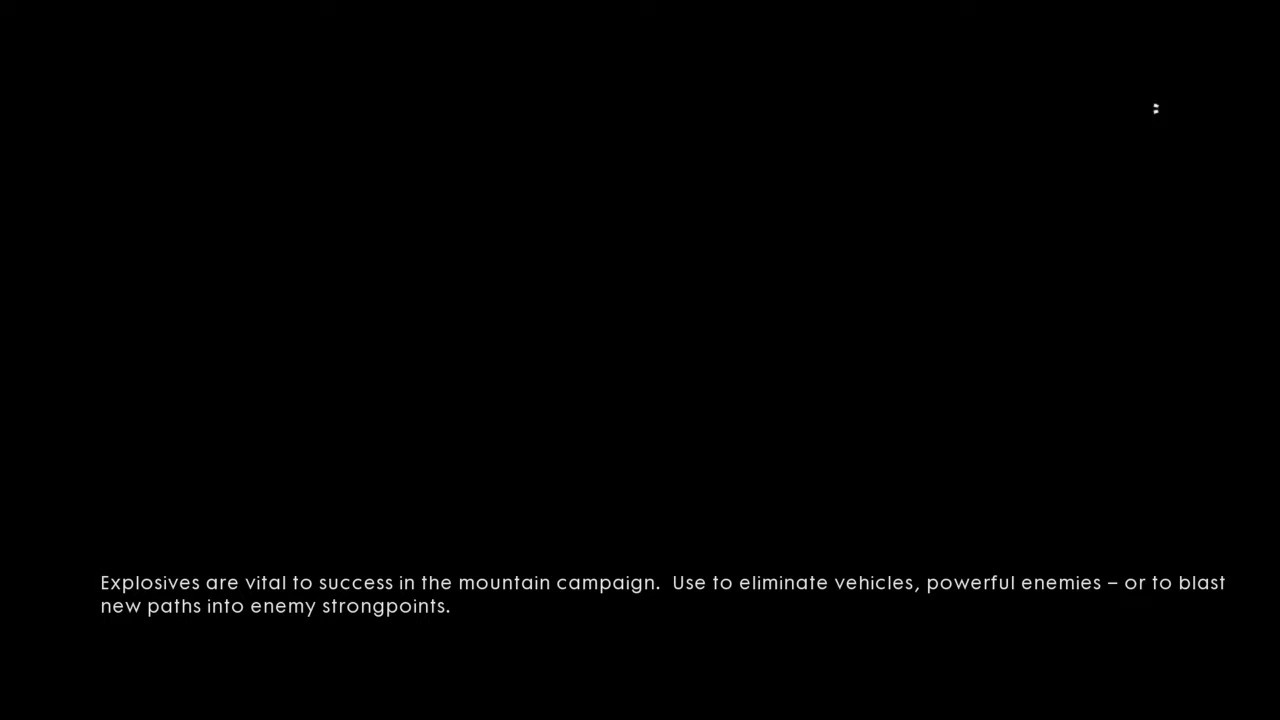 Explosives are vital to success in the mountain campaign.  Use to eliminate vehicles, powerful enemies – or to blast
new paths into enemy strongpoints.